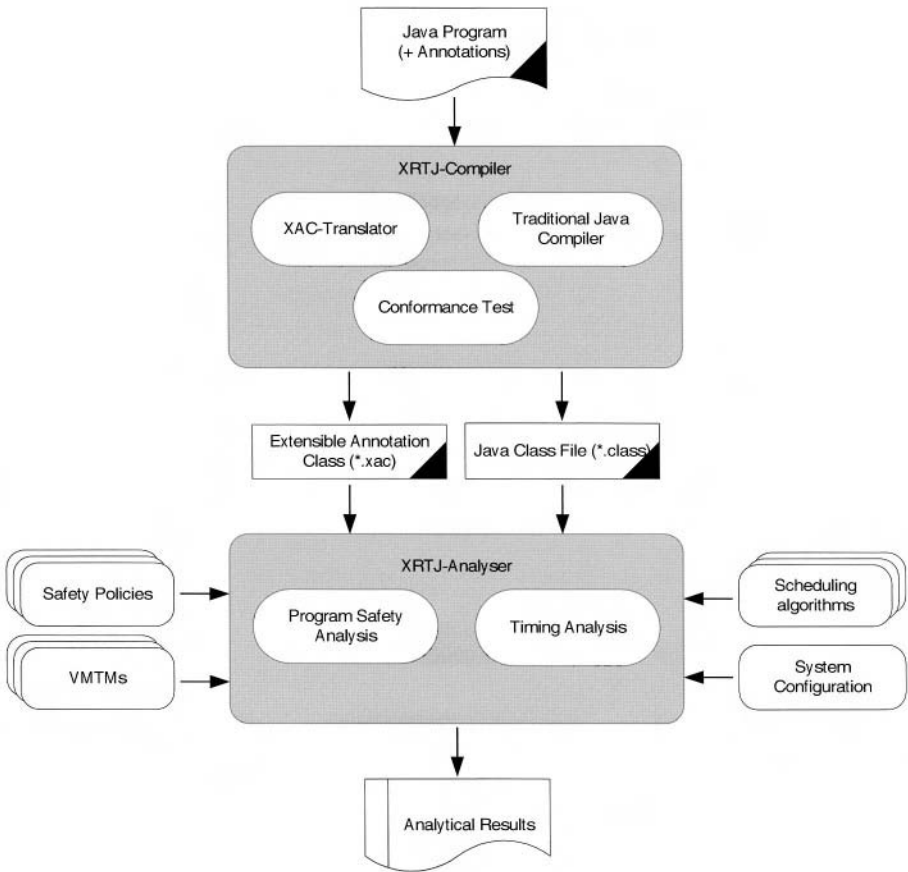 Java Program
(+ Annotations)
XRTJ-Compiler
XAC-Translator
Traditional Java
Compiler
Conformance Test
Extensible Annotation
Class (*.xac)
Java Class File (*.class)
XRTJ-Analyser
Safety Policies
Program Safety
Analysis
Timing Analysis
Scheduling
algorithms
VMTMs
System
Configuration
Analytical Results